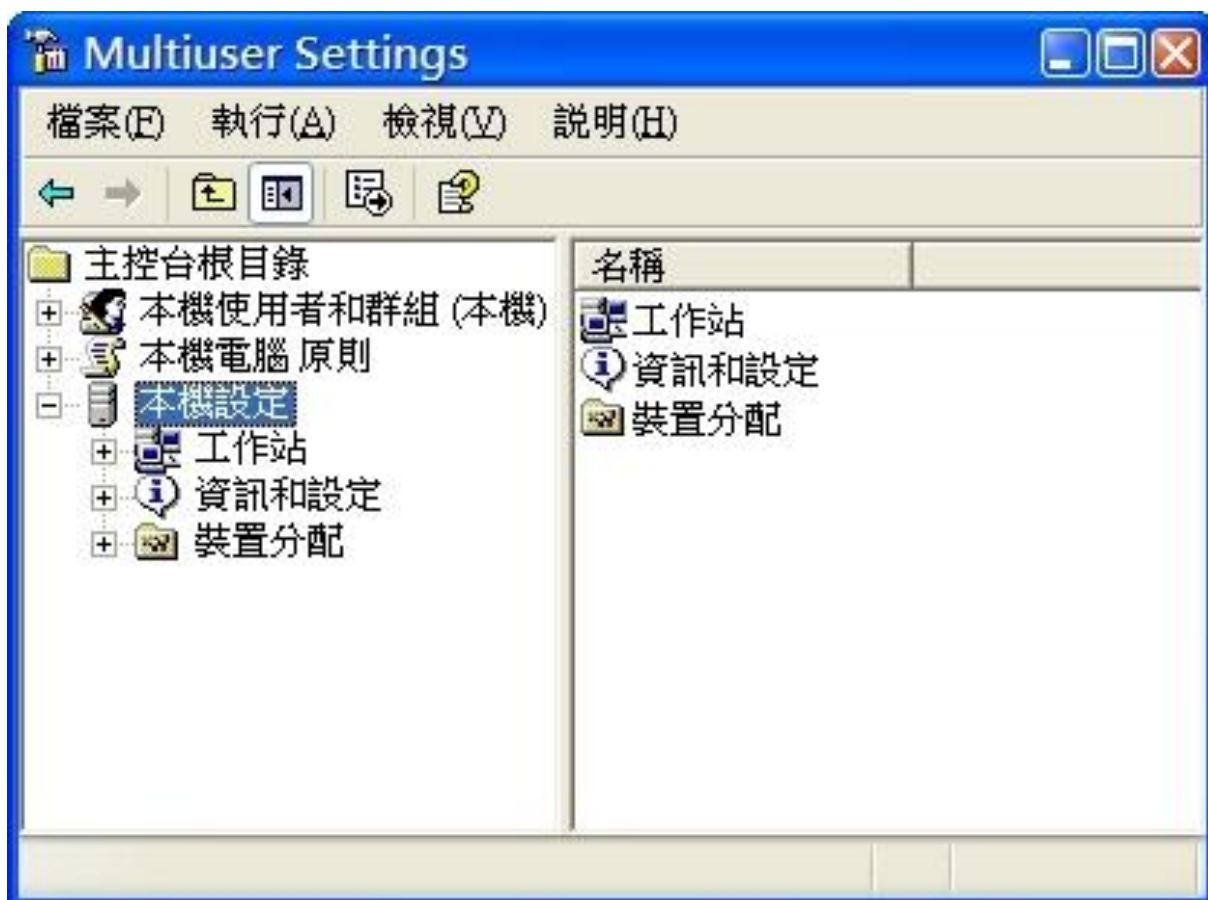 Multiuser Settings
檔案(F) 執行(A) 檢視(V) 説明(H)
主控台根目錄
本機使用者和群組 (本機)
本機電腦 原則
本機設定
工作站
資訊和設定
裝置分配
名稱
工作站
資訊和設定
裝置分配